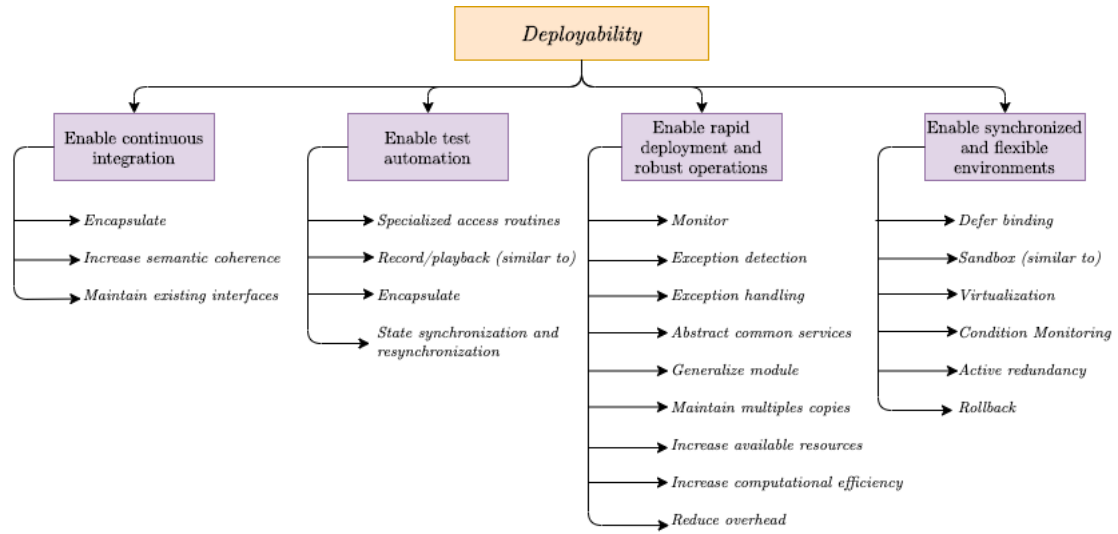 Deployability
Enable continuous
integration
Encapsulate
Increase semantic coherence
Maintain existing interfaces
Enable test
automation
Specialized access routines
Record/playback (similar to)
Encapsulate
State synchronization and
resynchronization
Enable rapid
deployment and
robust operations
Monitor
Exception detection
Exception handling
Abstract common services
Generalize module
Maintain multiples copies
Increase available resources
Increase computational efficiency
Reduce overhead
Enable synchronized
and flexible
environments
Defer binding
Sandbox (similar to)
Virtualization
Condition Monitoring
Active redundancy
Rollback